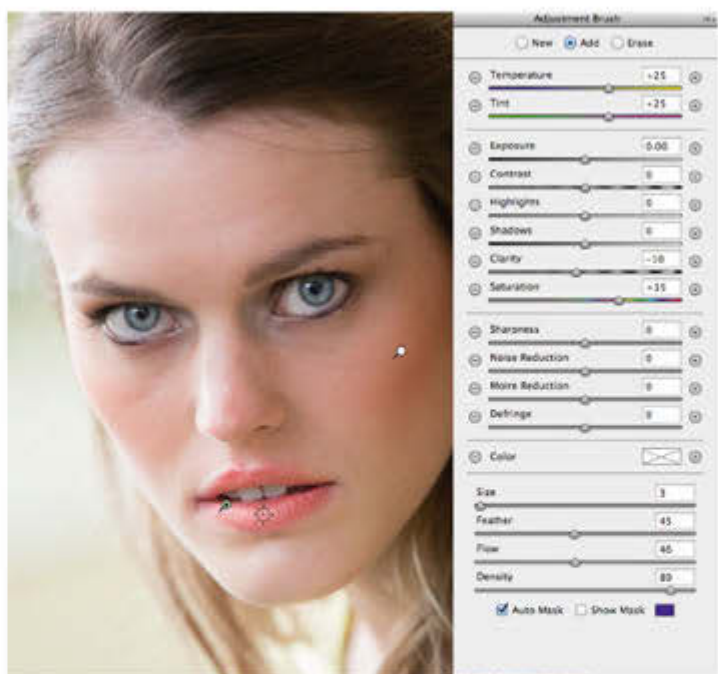 Adjustment Brush
New Add Erase
Temperature +25
Tint +25
Exposure 0.00
Contrast 0
Highlights 0
Shadows 0
Clarity -10
Saturation +35
Sharpness 0
Noise Reduction 0
Moire Reduction 0
Defringe 0
Color
Size 3
Feather 45
Flow 46
Density 89
Auto Mask Show Mask